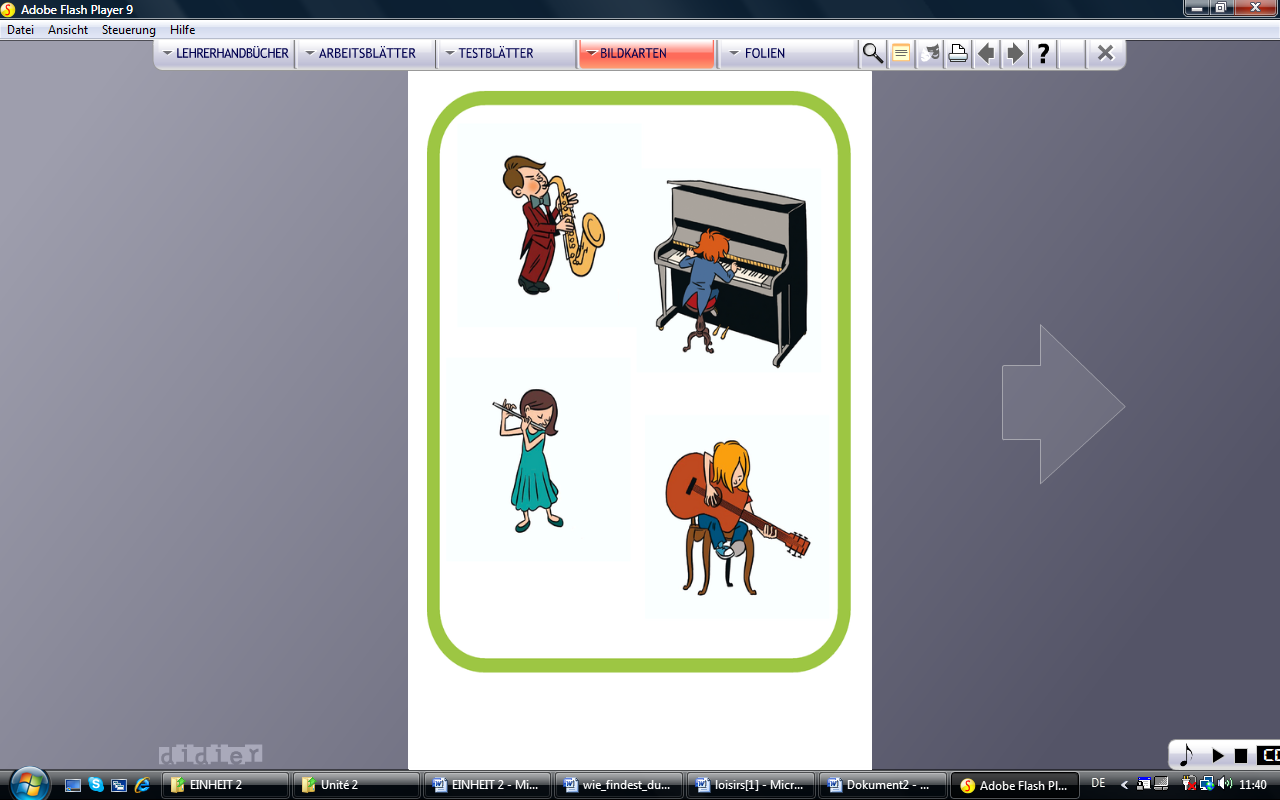 Adobe Flash Player 9
Datei Ansicht Steuerung Hilfe
LEHRERHANDBÜCHER ARBEITSBLÄTTER TESTBLÄTTER BILDKARTEN FOLIEN ?
didier
CD
EINHEIT 2 Unité 2 EINHEIT 2 - Mi... wie_findest_du... loisirs[1] - Micr... Dokument2 - ... Adobe Flash Pl... DE 11:40